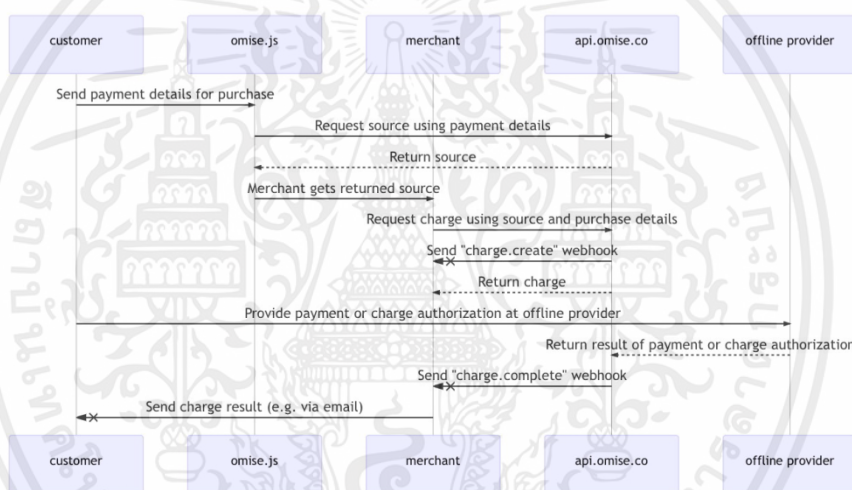 customer
omise.js
merchant
api.omise.co
offline provider
Send payment details for purchase
Request source using payment details
Return source
Merchant gets returned source
Request charge using source and purchase details
Send "charge.create" webhook
Return charge
Provide payment or charge authorization at offline provider
Return result of payment or charge authorization
Send "charge.complete" webhook
Send charge result (e.g. via email)
customer
omise.js
merchant
api.omise.co
offline provider